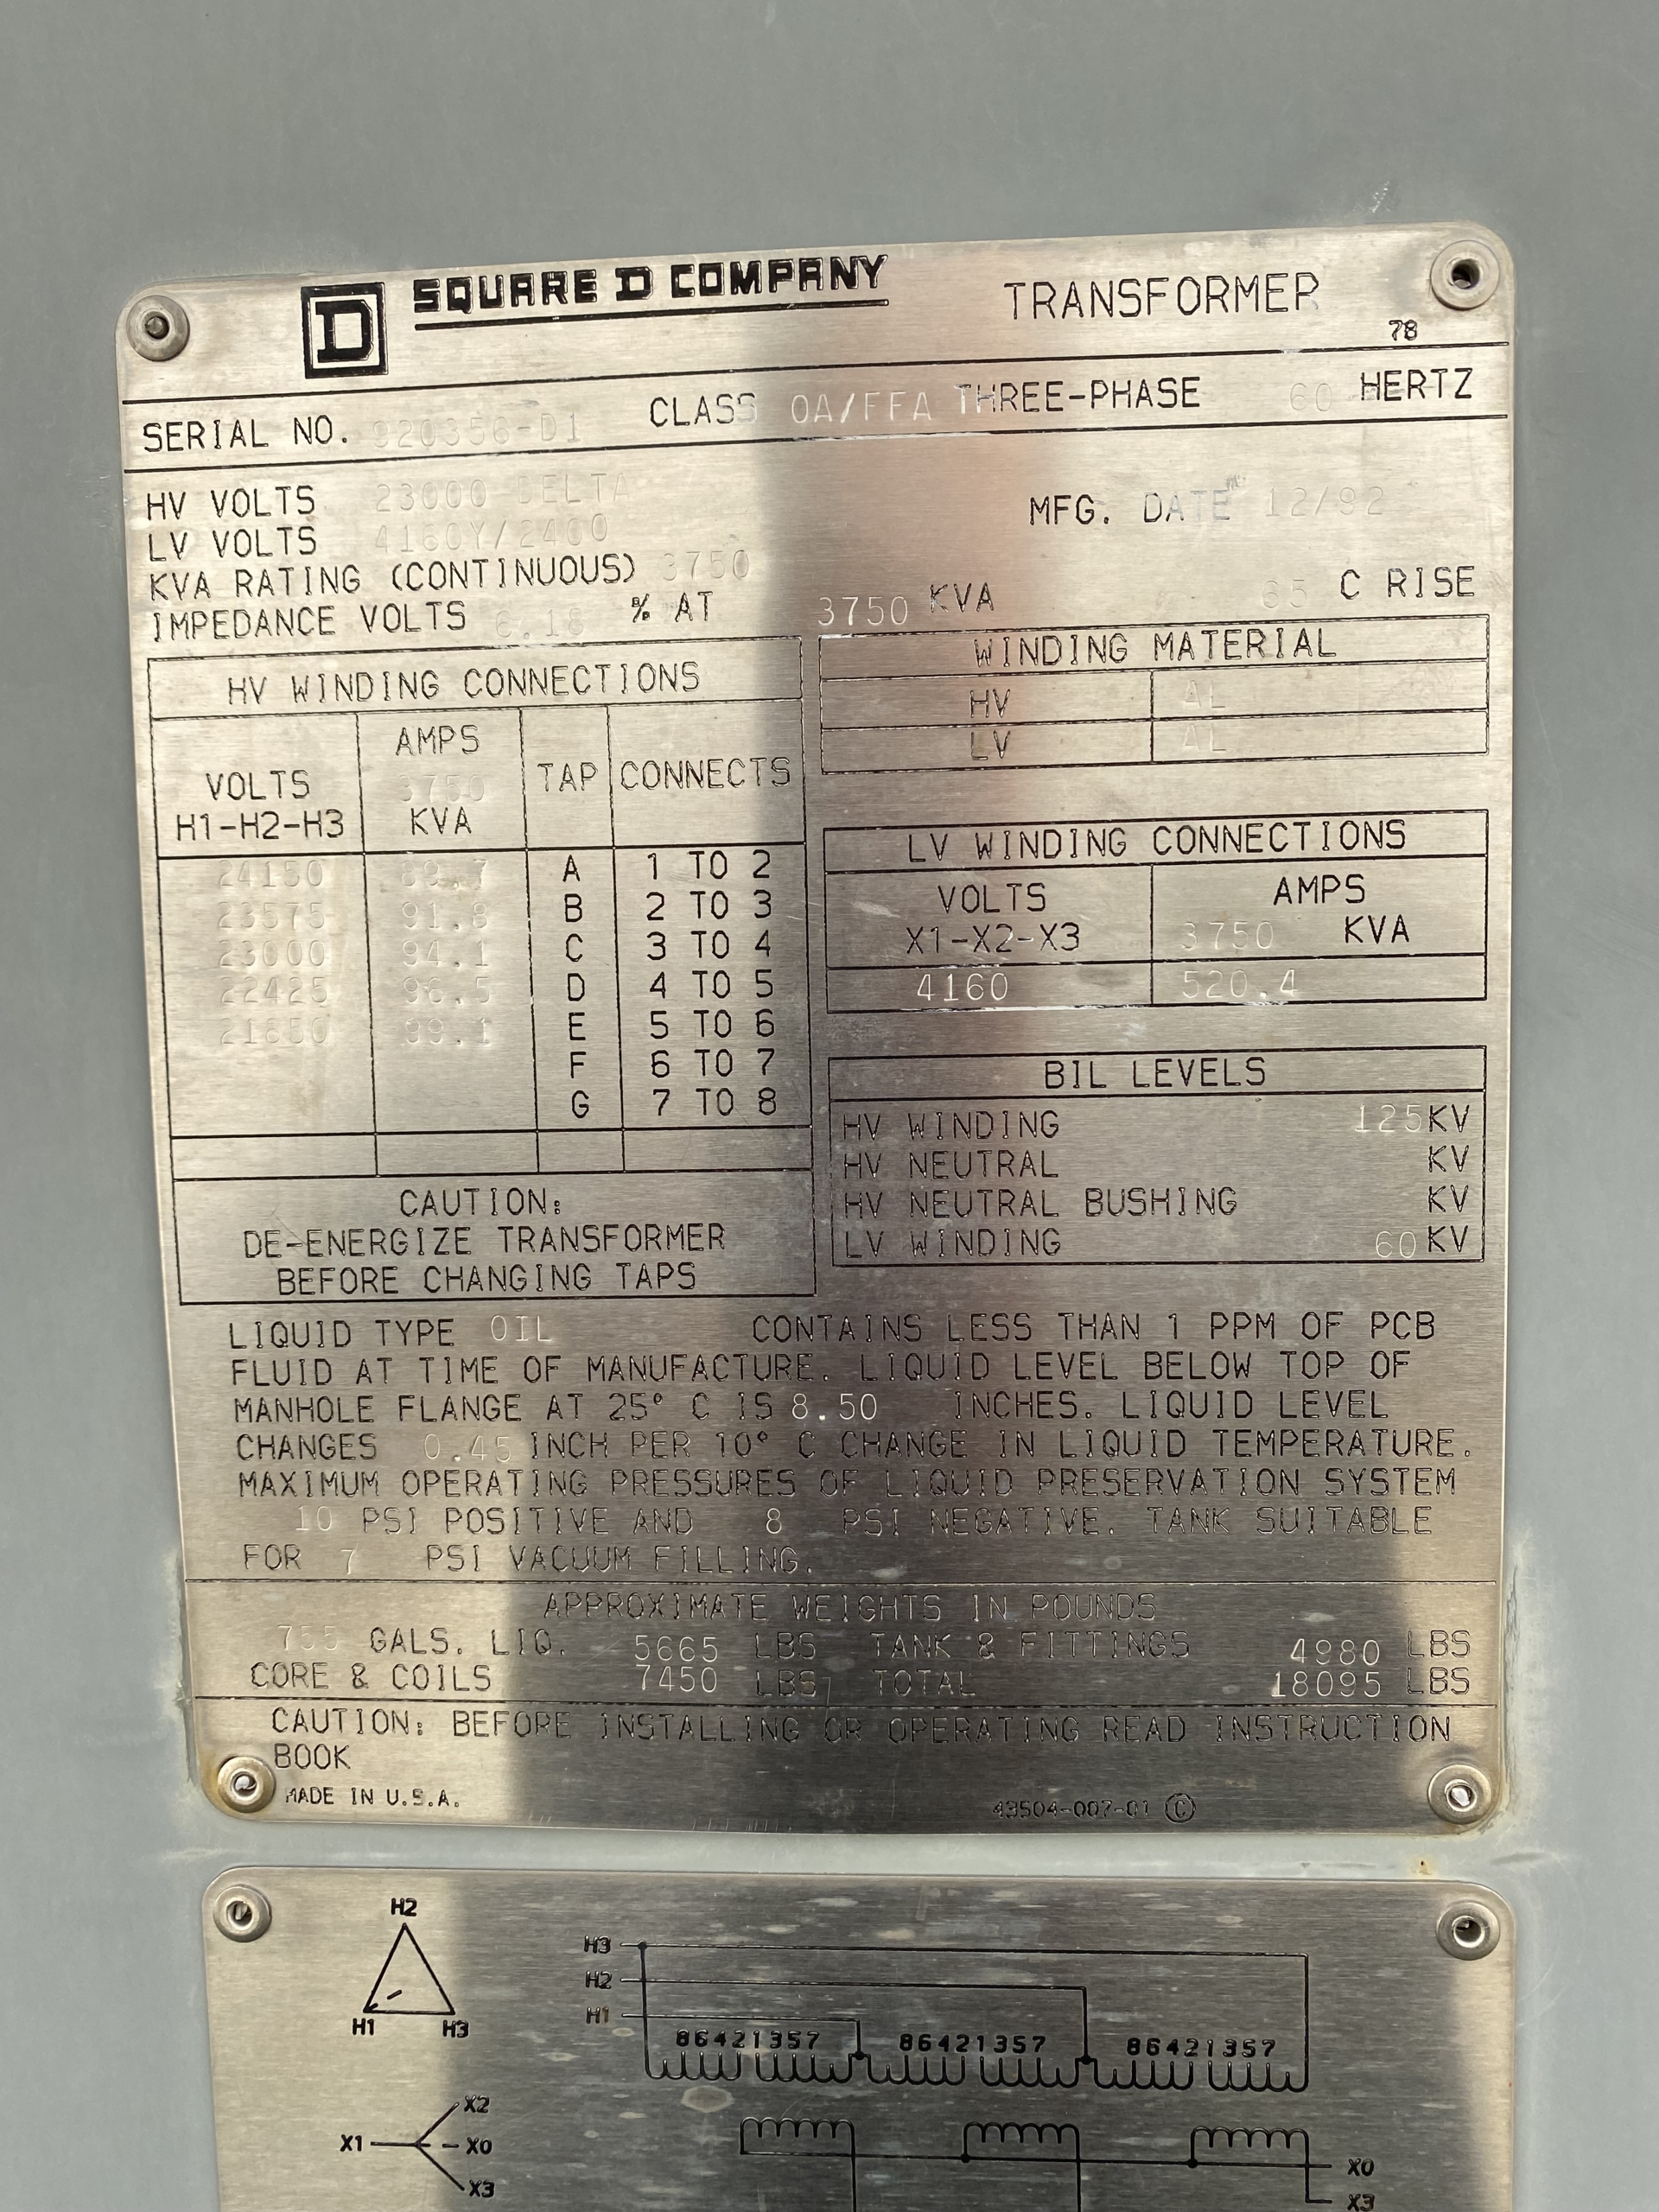 D SQUARE D COMPANY TRANSFORMER
78
SERIAL NO. 920356-D1 CLASS OA/FFA THREE-PHASE 60 HERTZ
HV VOLTS 23000 DELTA
LV VOLTS 4160Y/2400 MFG. DATE 12/92
KVA RATING (CONTINUOUS) 3750
IMPEDANCE VOLTS 6.18 % AT 3750 KVA 65 C RISE
HV WINDING CONNECTIONS
VOLTS H1-H2-H3 AMPS 3750 KVA TAP CONNECTS
24150 89.7 A 1 TO 2
23575 91.8 B 2 TO 3
23000 94.1 C 3 TO 4
22425 96.5 D 4 TO 5
21850 99.1 E 5 TO 6
F 6 TO 7
G 7 TO 8
CAUTION:
DE-ENERGIZE TRANSFORMER
BEFORE CHANGING TAPS
WINDING MATERIAL
HV AL
LV AL
LV WINDING CONNECTIONS
VOLTS AMPS
X1-X2-X3 3750 KVA
4160 520.4
BIL LEVELS
HV WINDING 125KV
HV NEUTRAL KV
HV NEUTRAL BUSHING KV
LV WINDING 60KV
LIQUID TYPE OIL CONTAINS LESS THAN 1 PPM OF PCB
FLUID AT TIME OF MANUFACTURE. LIQUID LEVEL BELOW TOP OF
MANHOLE FLANGE AT 25° C IS 8.50 INCHES. LIQUID LEVEL
CHANGES 0.45 INCH PER 10° C CHANGE IN LIQUID TEMPERATURE.
MAXIMUM OPERATING PRESSURES OF LIQUID PRESERVATION SYSTEM
10 PSI POSITIVE AND 8 PSI NEGATIVE. TANK SUITABLE
FOR 7 PSI VACUUM FILLING.
APPROXIMATE WEIGHTS IN POUNDS
755 GALS. LIQ. 5665 LBS TANK & FITTINGS 4980 LBS
CORE & COILS 7450 LBS TOTAL 18095 LBS
CAUTION: BEFORE INSTALLING OR OPERATING READ INSTRUCTION
BOOK
MADE IN U.S.A. 43504-007-01 ©
H2
H1 H3
H3
H2
H1
86421357 86421357 86421357
X2
X1 X0
X3
X0
X3